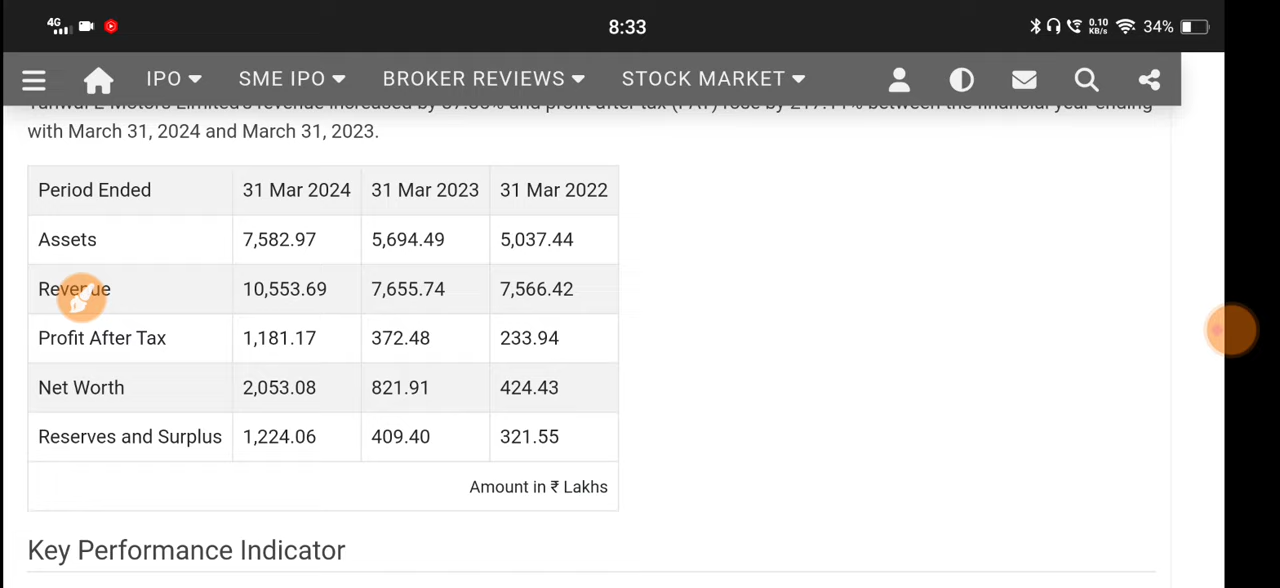 4G
8:33
0.10 KB/s
34%
IPO
SME IPO
BROKER REVIEWS
STOCK MARKET
with March 31, 2024 and March 31, 2023.
Period Ended 31 Mar 2024 31 Mar 2023 31 Mar 2022
Assets 7,582.97 5,694.49 5,037.44
Revenue 10,553.69 7,655.74 7,566.42
Profit After Tax 1,181.17 372.48 233.94
Net Worth 2,053.08 821.91 424.43
Reserves and Surplus 1,224.06 409.40 321.55
Amount in ₹ Lakhs
Key Performance Indicator